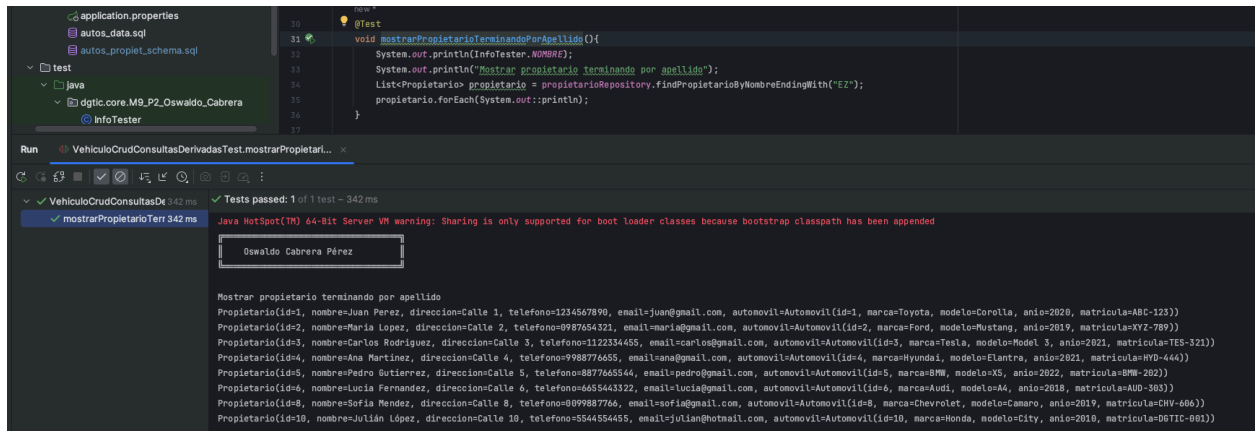 application.properties
autos_data.sql
autos_propiet_schema.sql
test
java
dgtic.core.M9_P2_Oswaldo_Cabrera
InfoTester
new *
30 @Test
31 void mostrarPropietarioTerminandoPorApellido(){
32 System.out.println(InfoTester.NOMBRE);
33 System.out.println("Mostrar propietario terminando por apellido");
34 List<Propietario> propietario = propietarioRepository.findPropietarioByNombreEndingWith("EZ");
35 propietario.forEach(System.out::println);
36 }
37
Run VehiculoCrudConsultasDerivadasTest.mostrarPropietari... ×
VehiculoCrudConsultasDe 342 ms
mostrarPropietarioTerr 342 ms
Tests passed: 1 of 1 test – 342 ms
Java HotSpot(TM) 64-Bit Server VM warning: Sharing is only supported for boot loader classes because bootstrap classpath has been appended
Oswaldo Cabrera Pérez
Mostrar propietario terminando por apellido
Propietario(id=1, nombre=Juan Perez, direccion=Calle 1, telefono=1234567890, email=juan@gmail.com, automovil=Automovil(id=1, marca=Toyota, modelo=Corolla, anio=2020, matricula=ABC-123))
Propietario(id=2, nombre=Maria Lopez, direccion=Calle 2, telefono=0987654321, email=maria@gmail.com, automovil=Automovil(id=2, marca=Ford, modelo=Mustang, anio=2019, matricula=XYZ-789))
Propietario(id=3, nombre=Carlos Rodriguez, direccion=Calle 3, telefono=1122334455, email=carlos@gmail.com, automovil=Automovil(id=3, marca=Tesla, modelo=Model 3, anio=2021, matricula=TES-321))
Propietario(id=4, nombre=Ana Martinez, direccion=Calle 4, telefono=9988776655, email=ana@gmail.com, automovil=Automovil(id=4, marca=Hyundai, modelo=Elantra, anio=2021, matricula=HYD-444))
Propietario(id=5, nombre=Pedro Gutierrez, direccion=Calle 5, telefono=8877665544, email=pedro@gmail.com, automovil=Automovil(id=5, marca=BMW, modelo=X5, anio=2022, matricula=BMW-202))
Propietario(id=6, nombre=Lucia Fernandez, direccion=Calle 6, telefono=6655443322, email=lucia@gmail.com, automovil=Automovil(id=6, marca=Audi, modelo=A4, anio=2018, matricula=AUD-303))
Propietario(id=8, nombre=Sofia Mendez, direccion=Calle 8, telefono=0099887766, email=sofia@gmail.com, automovil=Automovil(id=8, marca=Chevrolet, modelo=Camaro, anio=2019, matricula=CHV-606))
Propietario(id=10, nombre=Julián López, direccion=Calle 10, telefono=5544554455, email=julian@hotmail.com, automovil=Automovil(id=10, marca=Honda, modelo=City, anio=2010, matricula=DGTIC-001))